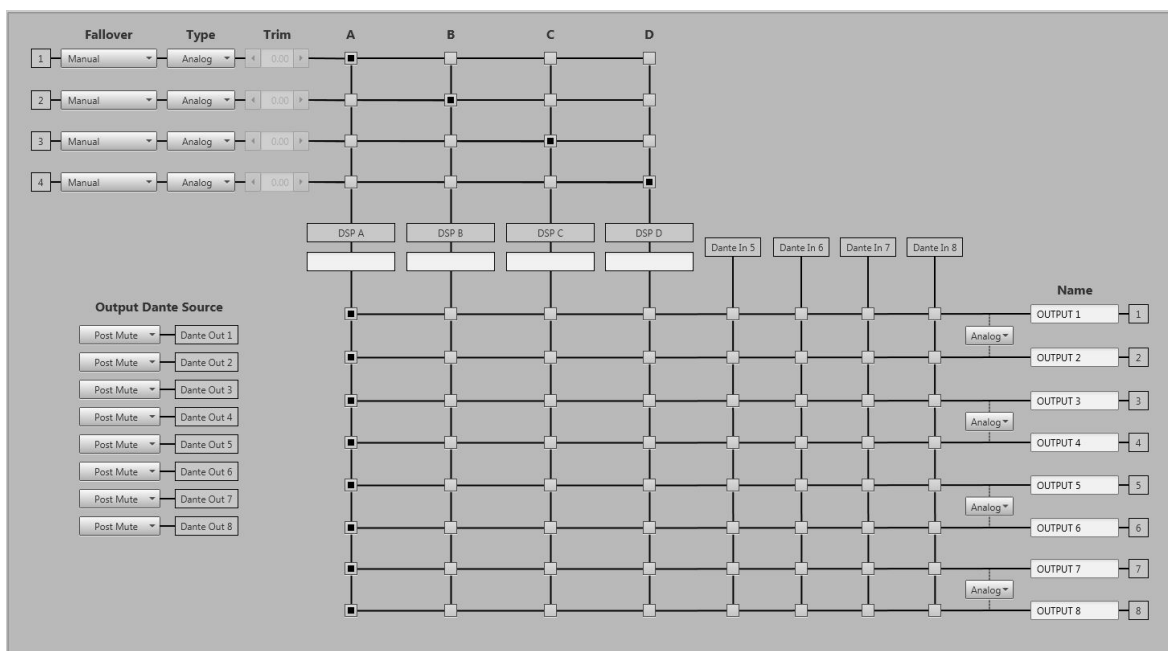 Fallover Type Trim A B C D
1 Manual Analog 0.00
2 Manual Analog 0.00
3 Manual Analog 0.00
4 Manual Analog 0.00
DSP A DSP B DSP C DSP D
Dante In 5 Dante In 6 Dante In 7 Dante In 8
Name
Output Dante Source
OUTPUT 1 1
Post Mute Dante Out 1
Analog
OUTPUT 2 2
Post Mute Dante Out 2
Post Mute Dante Out 3
OUTPUT 3 3
Post Mute Dante Out 4
Analog
OUTPUT 4 4
Post Mute Dante Out 5
Post Mute Dante Out 6
OUTPUT 5 5
Post Mute Dante Out 7
Analog
Post Mute Dante Out 8
OUTPUT 6 6
OUTPUT 7 7
Analog
OUTPUT 8 8